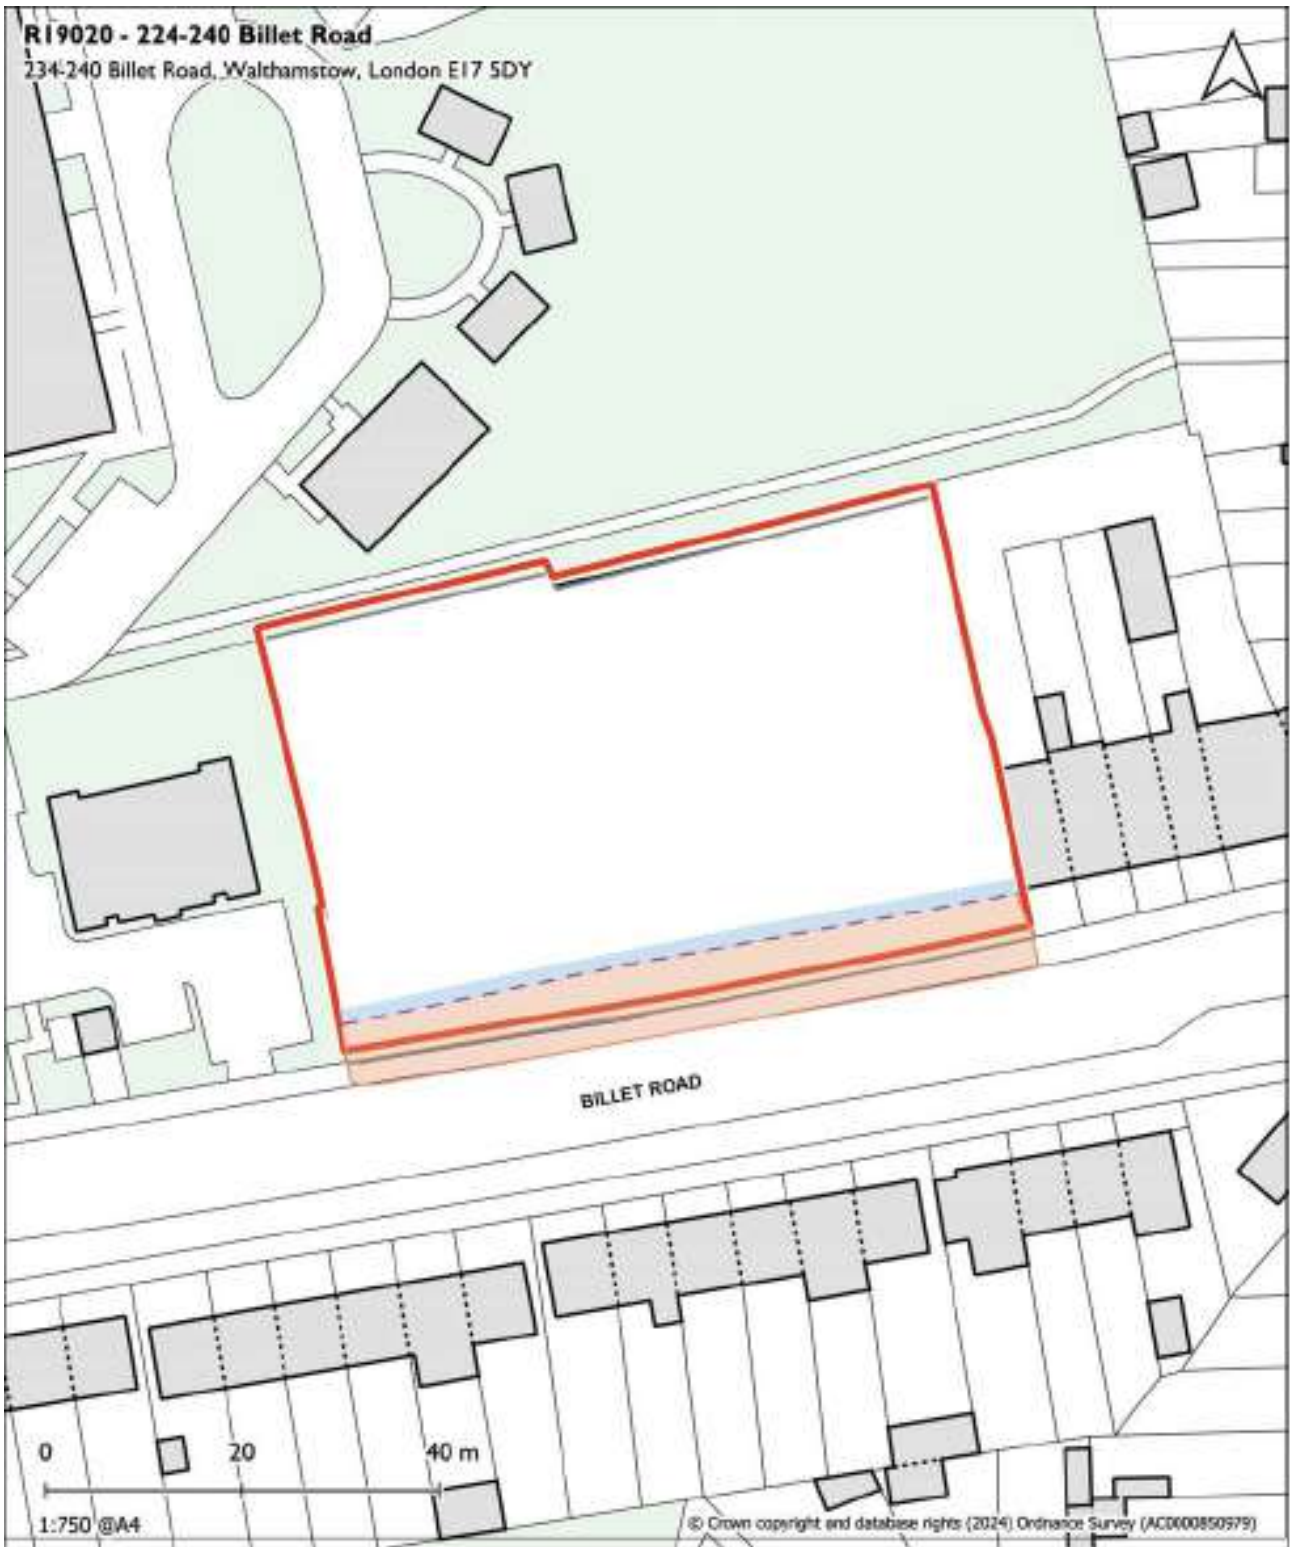 R19020 - 224-240 Billet Road
234-240 Billet Road, Walthamstow, London E17 5DY
BILLET ROAD
0 20 40 m
1:750 @A4
© Crown copyright and database rights (2024) Ordnance Survey (AC0000850979)